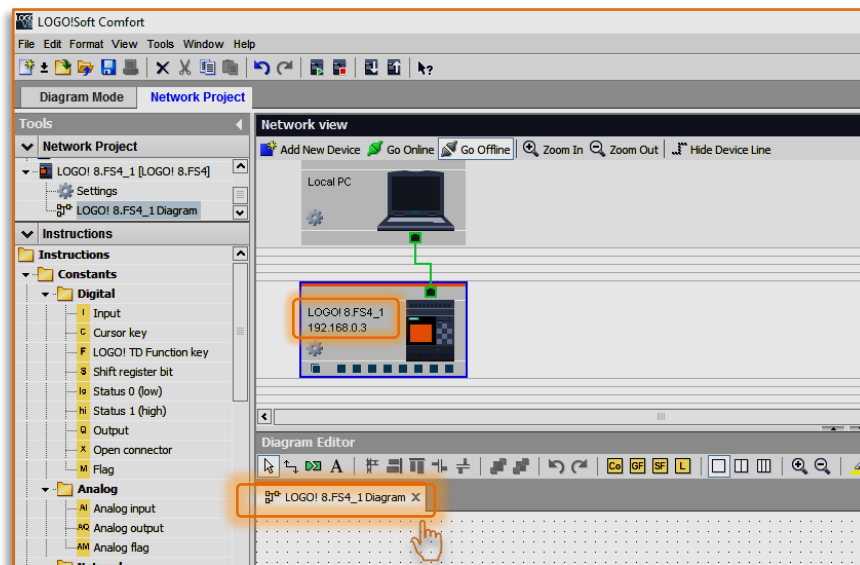 LOGO!Soft Comfort
File Edit Format View Tools Window Help
Diagram Mode Network Project
Tools
Network Project
LOGO! 8.FS4_1 [LOGO! 8.FS4]
Settings
LOGO! 8.FS4_1 Diagram
Instructions
Instructions
Constants
Digital
I Input
C Cursor key
F LOGO! TD Function key
S Shift register bit
lo Status 0 (low)
hi Status 1 (high)
Q Output
X Open connector
M Flag
Analog
AI Analog input
AQ Analog output
AM Analog flag
Network view
Add New Device Go Online Go Offline Zoom In Zoom Out Hide Device Line
Local PC
LOGO! 8.FS4_1
192.168.0.3
Diagram Editor
A Co GF SF L
LOGO! 8.FS4_1 Diagram X